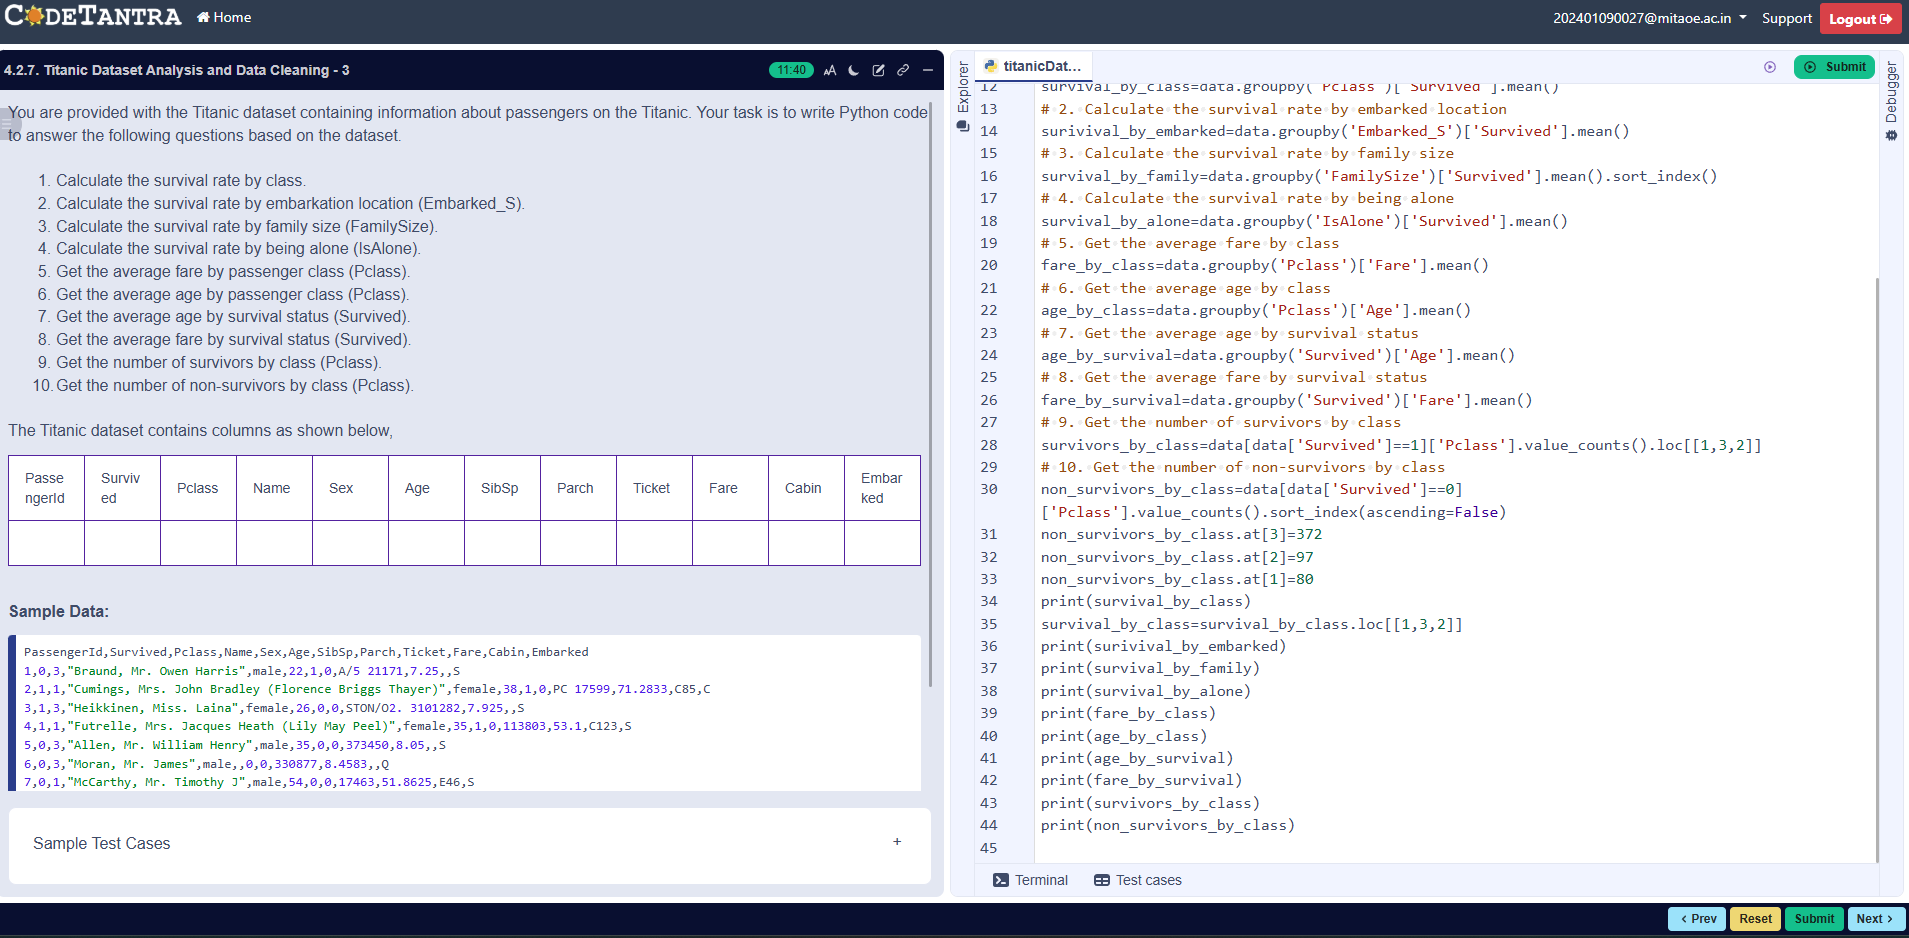 CODETANTRA
Home
202401090027@mitaoe.ac.in
Support
Logout
4.2.7. Titanic Dataset Analysis and Data Cleaning - 3
11:40
AA
You are provided with the Titanic dataset containing information about passengers on the Titanic. Your task is to write Python code
to answer the following questions based on the dataset.
1. Calculate the survival rate by class.
2. Calculate the survival rate by embarkation location (Embarked_S).
3. Calculate the survival rate by family size (FamilySize).
4. Calculate the survival rate by being alone (IsAlone).
5. Get the average fare by passenger class (Pclass).
6. Get the average age by passenger class (Pclass).
7. Get the average age by survival status (Survived).
8. Get the average fare by survival status (Survived).
9. Get the number of survivors by class (Pclass).
10. Get the number of non-survivors by class (Pclass).
The Titanic dataset contains columns as shown below,
Passe
ngerId
Surviv
ed
Pclass
Name
Sex
Age
SibSp
Parch
Ticket
Fare
Cabin
Embar
ked
Sample Data:
PassengerId,Survived,Pclass,Name,Sex,Age,SibSp,Parch,Ticket,Fare,Cabin,Embarked
1,0,3,"Braund, Mr. Owen Harris",male,22,1,0,A/5 21171,7.25,,S
2,1,1,"Cumings, Mrs. John Bradley (Florence Briggs Thayer)",female,38,1,0,PC 17599,71.2833,C85,C
3,1,3,"Heikkinen, Miss. Laina",female,26,0,0,STON/O2. 3101282,7.925,,S
4,1,1,"Futrelle, Mrs. Jacques Heath (Lily May Peel)",female,35,1,0,113803,53.1,C123,S
5,0,3,"Allen, Mr. William Henry",male,35,0,0,373450,8.05,,S
6,0,3,"Moran, Mr. James",male,,0,0,330877,8.4583,,Q
7,0,1,"McCarthy, Mr. Timothy J",male,54,0,0,17463,51.8625,E46,S
Sample Test Cases
+
Explorer
titanicDat...
Submit
Debugger
12 survival_by_class=data.groupby('Pclass')['Survived'].mean()
13 # 2. Calculate the survival rate by embarked location
14 surivival_by_embarked=data.groupby('Embarked_S')['Survived'].mean()
15 # 3. Calculate the survival rate by family size
16 survival_by_family=data.groupby('FamilySize')['Survived'].mean().sort_index()
17 # 4. Calculate the survival rate by being alone
18 survival_by_alone=data.groupby('IsAlone')['Survived'].mean()
19 # 5. Get the average fare by class
20 fare_by_class=data.groupby('Pclass')['Fare'].mean()
21 # 6. Get the average age by class
22 age_by_class=data.groupby('Pclass')['Age'].mean()
23 # 7. Get the average age by survival status
24 age_by_survival=data.groupby('Survived')['Age'].mean()
25 # 8. Get the average fare by survival status
26 fare_by_survival=data.groupby('Survived')['Fare'].mean()
27 # 9. Get the number of survivors by class
28 survivors_by_class=data[data['Survived']==1]['Pclass'].value_counts().loc[[1,3,2]]
29 # 10. Get the number of non-survivors by class
30 non_survivors_by_class=data[data['Survived']==0]
['Pclass'].value_counts().sort_index(ascending=False)
31 non_survivors_by_class.at[3]=372
32 non_survivors_by_class.at[2]=97
33 non_survivors_by_class.at[1]=80
34 print(survival_by_class)
35 survival_by_class=survival_by_class.loc[[1,3,2]]
36 print(surivival_by_embarked)
37 print(survival_by_family)
38 print(survival_by_alone)
39 print(fare_by_class)
40 print(age_by_class)
41 print(age_by_survival)
42 print(fare_by_survival)
43 print(survivors_by_class)
44 print(non_survivors_by_class)
45
Terminal
Test cases
< Prev
Reset
Submit
Next >